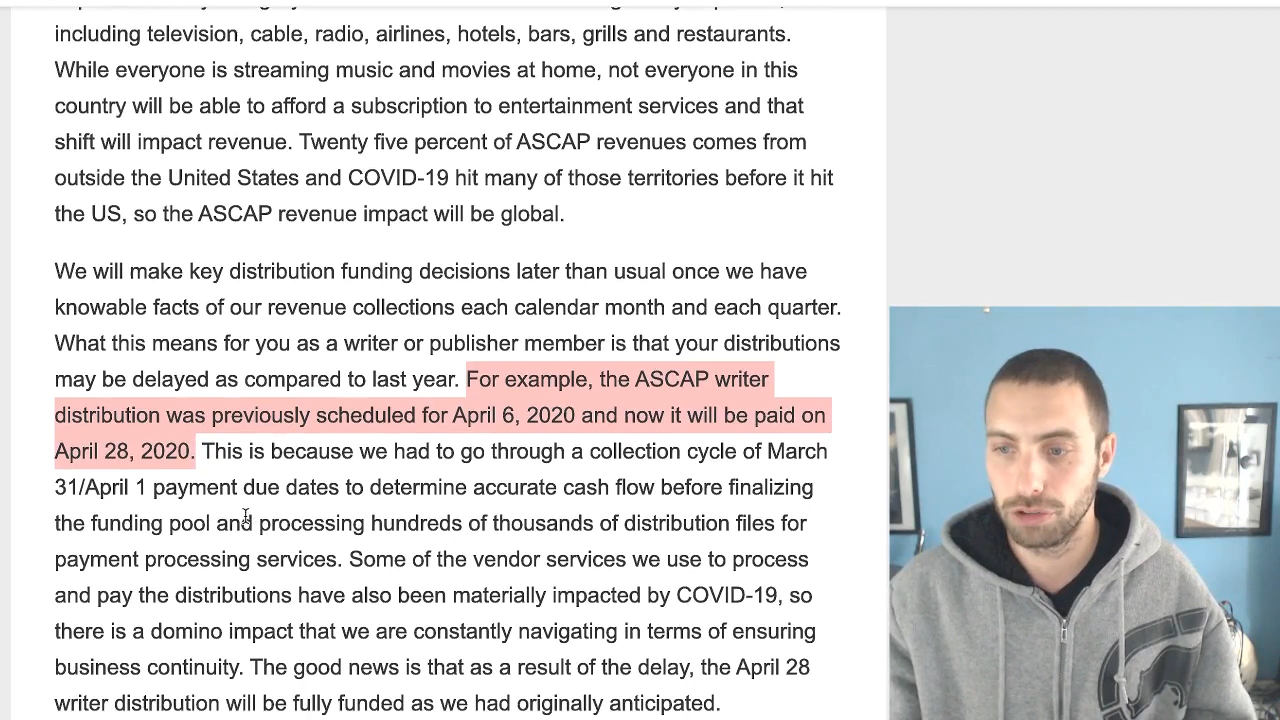 including television, cable, radio, airlines, hotels, bars, grills and restaurants.
While everyone is streaming music and movies at home, not everyone in this
country will be able to afford a subscription to entertainment services and that
shift will impact revenue. Twenty five percent of ASCAP revenues comes from
outside the United States and COVID-19 hit many of those territories before it hit
the US, so the ASCAP revenue impact will be global.
We will make key distribution funding decisions later than usual once we have
knowable facts of our revenue collections each calendar month and each quarter.
What this means for you as a writer or publisher member is that your distributions
may be delayed as compared to last year. For example, the ASCAP writer
distribution was previously scheduled for April 6, 2020 and now it will be paid on
April 28, 2020. This is because we had to go through a collection cycle of March
31/April 1 payment due dates to determine accurate cash flow before finalizing
the funding pool and processing hundreds of thousands of distribution files for
payment processing services. Some of the vendor services we use to process
and pay the distributions have also been materially impacted by COVID-19, so
there is a domino impact that we are constantly navigating in terms of ensuring
business continuity. The good news is that as a result of the delay, the April 28
writer distribution will be fully funded as we had originally anticipated.